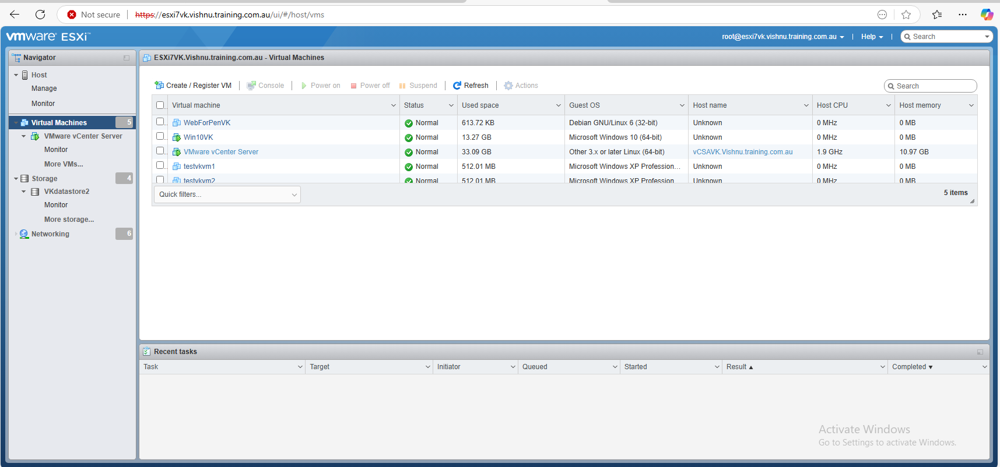 Not secure https://esxi7vk.vishnu.training.com.au/ui/#/host/vms
vmware ESXi™
root@esxi7vk.vishnu.training.com.au Help Search
Navigator
Host
Manage
Monitor
Virtual Machines 5
VMware vCenter Server
Monitor
More VMs...
Storage 4
VKdatastore2
Monitor
More storage...
Networking 6
ESXi7VK.Vishnu.training.com.au - Virtual Machines
Create / Register VM Console Power on Power off Suspend Refresh Actions Search
Virtual machine Status Used space Guest OS Host name Host CPU Host memory
WebForPenVK Normal 613.72 KB Debian GNU/Linux 6 (32-bit) Unknown 0 MHz 0 MB
Win10VK Normal 13.27 GB Microsoft Windows 10 (64-bit) Unknown 0 MHz 0 MB
VMware vCenter Server Normal 33.09 GB Other 3.x or later Linux (64-bit) vCSAVK.Vishnu.training.com.au 1.9 GHz 10.97 GB
testvkvm1 Normal 512.01 MB Microsoft Windows XP Profession... Unknown 0 MHz 0 MB
testvkvm2 Normal 512.01 MB Microsoft Windows XP Profession Unknown 0 MHz 0 MB
Quick filters... 5 items
Recent tasks
Task Target Initiator Queued Started Result ▲ Completed ▼
Activate Windows
Go to Settings to activate Windows.